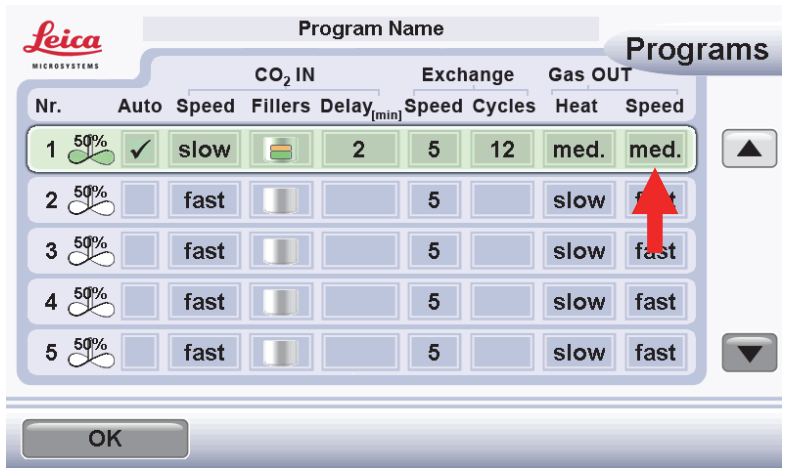 Leica
MICROSYSTEMS
Program Name
Programs
CO₂ IN Exchange Gas OUT
Nr. Auto Speed Fillers Delay[min] Speed Cycles Heat Speed
1 50% ✓ slow 2 5 12 med. med.
2 50% fast 5 slow
3 50% fast 5 slow fast
4 50% fast 5 slow fast
5 50% fast 5 slow fast
OK